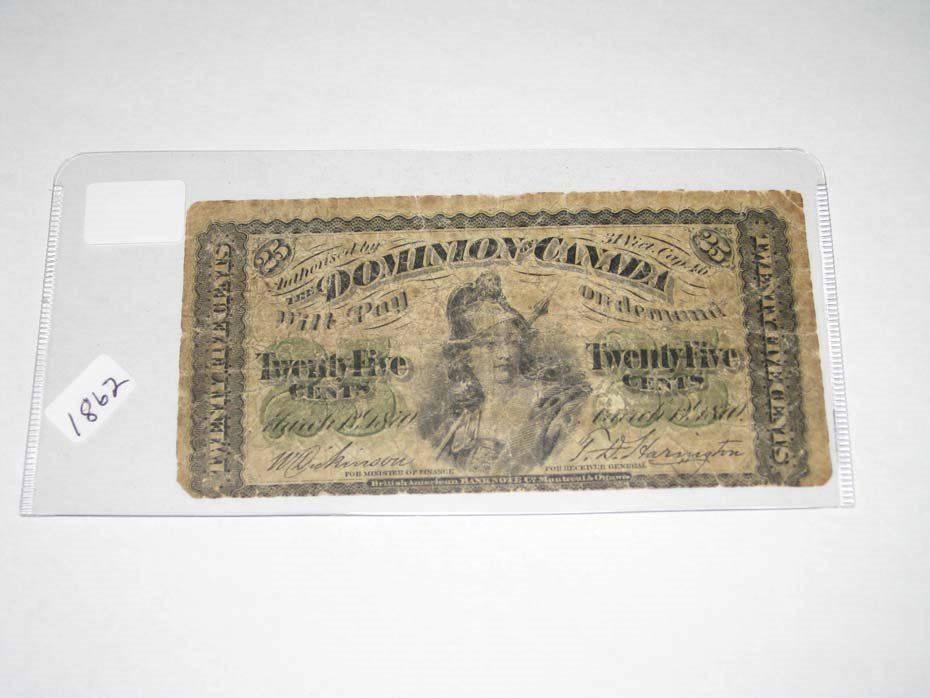 25
Authorised by
31 Vict. Cap. 46
25
THE DOMINION OF CANADA
Will Pay
On demand
TWENTY FIVE CENTS
TWENTY FIVE CENTS
Twenty-Five
CENTS
Twenty-Five
CENTS
March 1st 1870
March 1st 1870
W Dickinson
FOR MINISTER OF FINANCE
T. D. Harington
FOR RECEIVER GENERAL
British American BANK NOTE Co. Montreal & Ottawa
1862